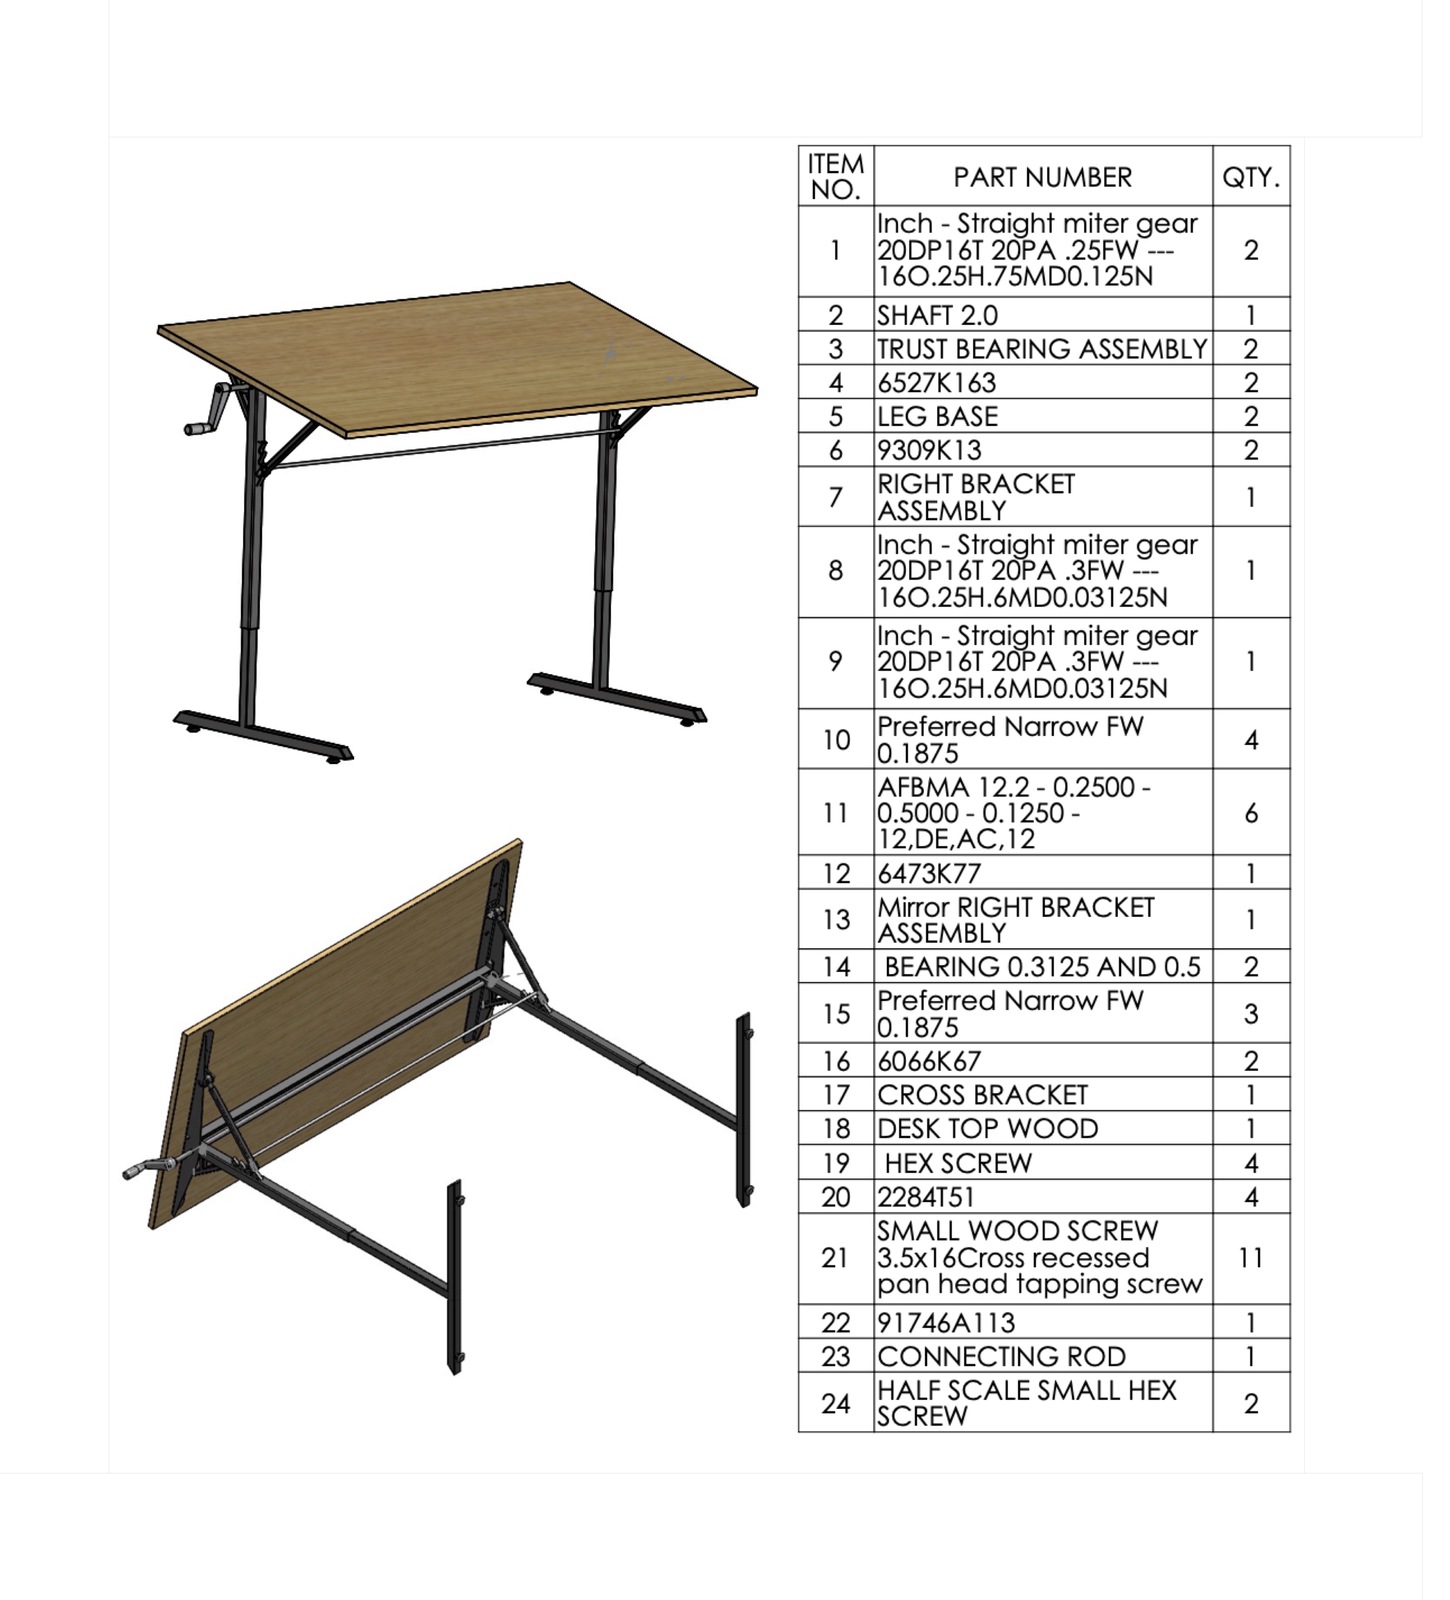 ITEM NO. PART NUMBER QTY.
1 Inch - Straight miter gear 2
20DP16T 20PA .25FW ---
16O.25H.75MD0.125N
2 SHAFT 2.0 1
3 TRUST BEARING ASSEMBLY 2
4 6527K163 2
5 LEG BASE 2
6 9309K13 2
7 RIGHT BRACKET 1
ASSEMBLY
8 Inch - Straight miter gear 1
20DP16T 20PA .3FW ---
16O.25H.6MD0.03125N
9 Inch - Straight miter gear 1
20DP16T 20PA .3FW ---
16O.25H.6MD0.03125N
10 Preferred Narrow FW 4
0.1875
11 AFBMA 12.2 - 0.2500 - 6
0.5000 - 0.1250 -
12,DE,AC,12
12 6473K77 1
13 Mirror RIGHT BRACKET 1
ASSEMBLY
14 BEARING 0.3125 AND 0.5 2
15 Preferred Narrow FW 3
0.1875
16 6066K67 2
17 CROSS BRACKET 1
18 DESK TOP WOOD 1
19 HEX SCREW 4
20 2284T51 4
21 SMALL WOOD SCREW 11
3.5x16Cross recessed
pan head tapping screw
22 91746A113 1
23 CONNECTING ROD 1
24 HALF SCALE SMALL HEX 2
SCREW